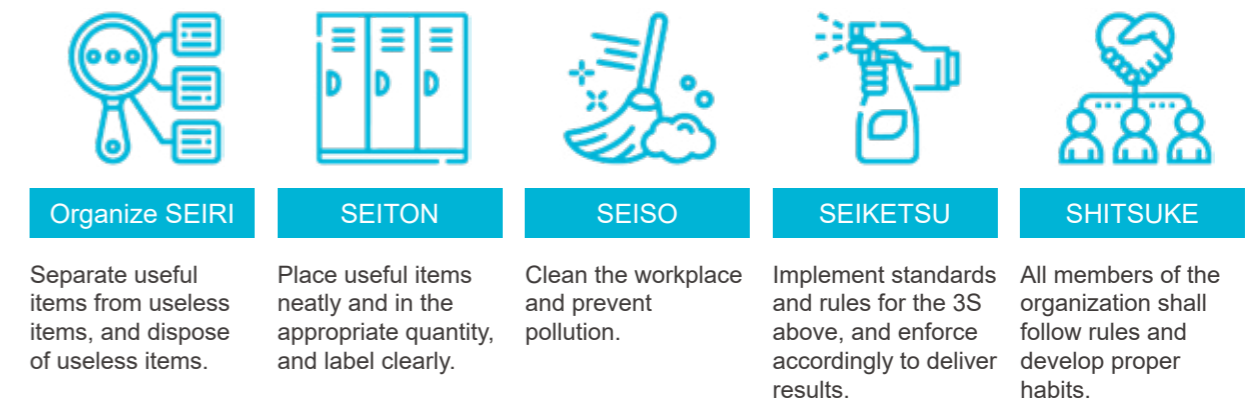 Organize SEIRI
Separate useful
items from useless
items, and dispose
of useless items.
SEITON
Place useful items
neatly and in the
appropriate quantity,
and label clearly.
SEISO
Clean the workplace
and prevent
pollution.
SEIKETSU
Implement standards
and rules for the 3S
above, and enforce
accordingly to deliver
results.
SHITSUKE
All members of the
organization shall
follow rules and
develop proper
habits.